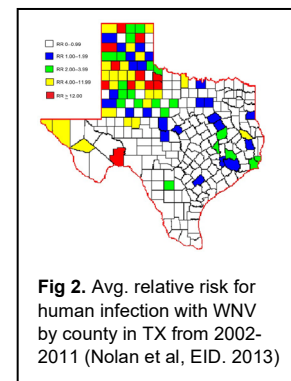 RR 0-0.99
RR 1.00-1.99
RR 2.00-3.99
RR 4.00-11.99
RR ≥ 12.00
Fig 2. Avg. relative risk for
human infection with WNV
by county in TX from 2002-
2011 (Nolan et al, EID. 2013)